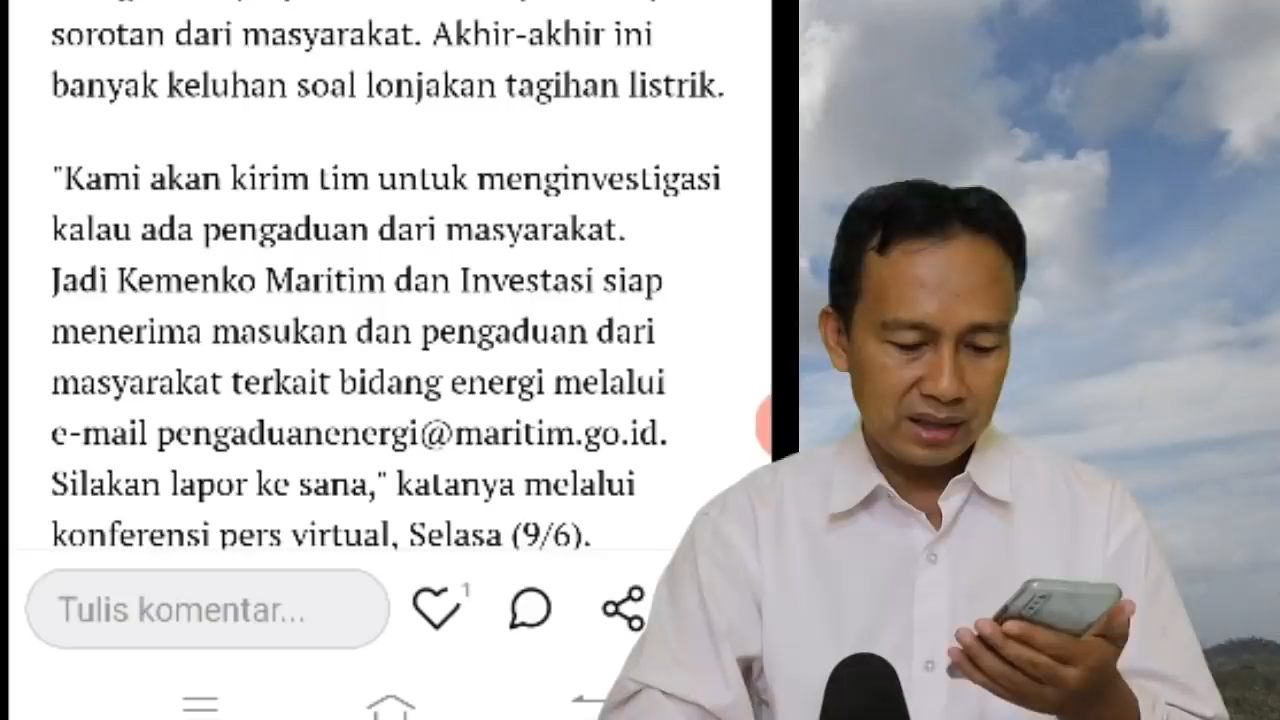 sorotan dari masyarakat. Akhir-akhir ini
banyak keluhan soal lonjakan tagihan listrik.
"Kami akan kirim tim untuk menginvestigasi
kalau ada pengaduan dari masyarakat.
Jadi Kemenko Maritim dan Investasi siap
menerima masukan dan pengaduan dari
masyarakat terkait bidang energi melalui
e-mail pengaduanenergi@maritim.go.id.
Silakan lapor ke sana," katanya melalui
konferensi pers virtual, Selasa (9/6).
Tulis komentar...
1